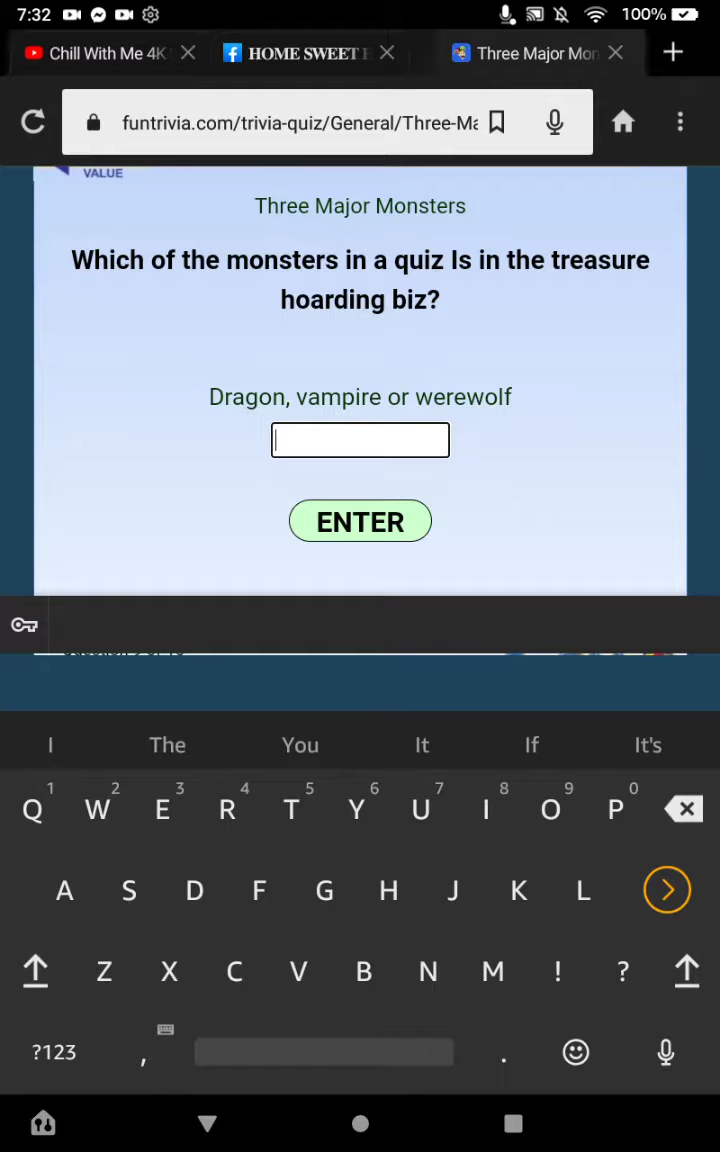 7:32 100%
Chill With Me 4K HOME SWEET Three Major Mon
funtrivia.com/trivia-quiz/General/Three-Ma
VALUE
Three Major Monsters
Which of the monsters in a quiz Is in the treasure
hoarding biz?
Dragon, vampire or werewolf
ENTER
I The You It If It's
1 2 3 4 5 6 7 8 9 0
Q W E R T Y U I O P
A S D F G H J K L
Z X C V B N M ! ?
?123 , .